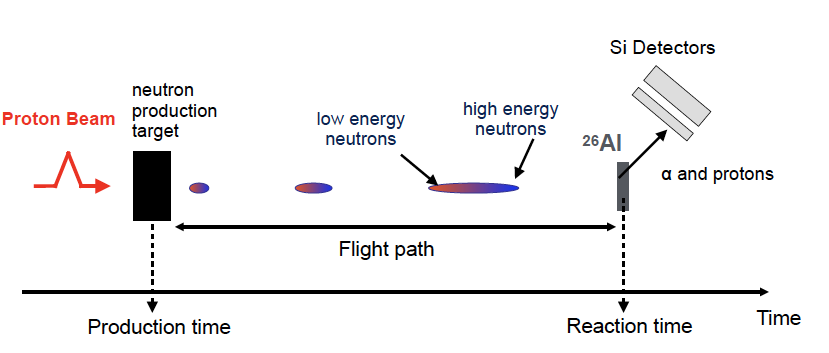 Si Detectors
neutron
production
target
Proton Beam
low energy
neutrons
high energy
neutrons
²⁶Al
α and protons
Flight path
Production time
Reaction time
Time